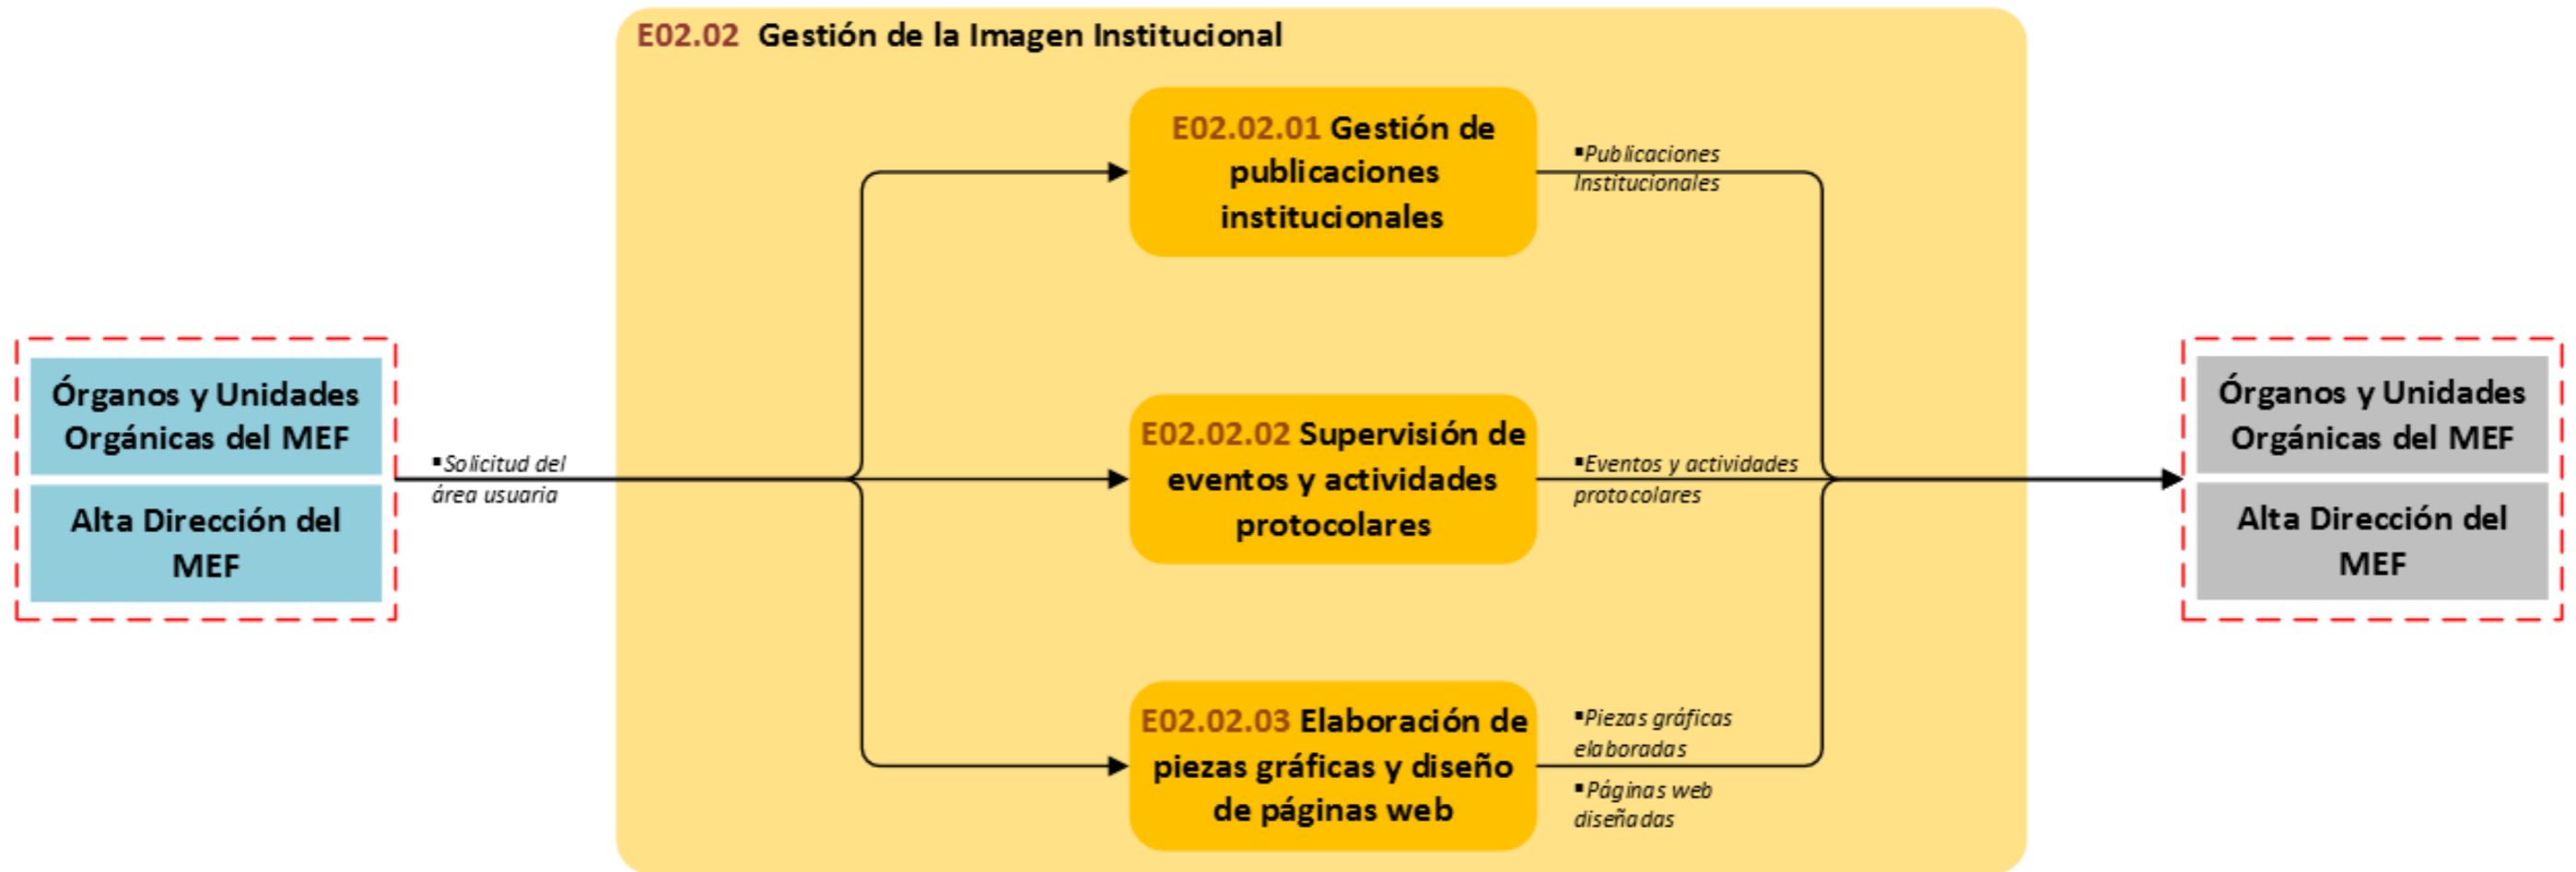 E02.02 Gestión de la Imagen Institucional
E02.02.01 Gestión de
publicaciones
institucionales
▪Publicaciones
Institucionales
Órganos y Unidades
Orgánicas del MEF
Alta Dirección del
MEF
▪Solicitud del
área usuaria
E02.02.02 Supervisión de
eventos y actividades
protocolares
▪Eventos y actividades
protocolares
Órganos y Unidades
Orgánicas del MEF
Alta Dirección del
MEF
E02.02.03 Elaboración de
piezas gráficas y diseño
de páginas web
▪Piezas gráficas
elaboradas
▪Páginas web
diseñadas